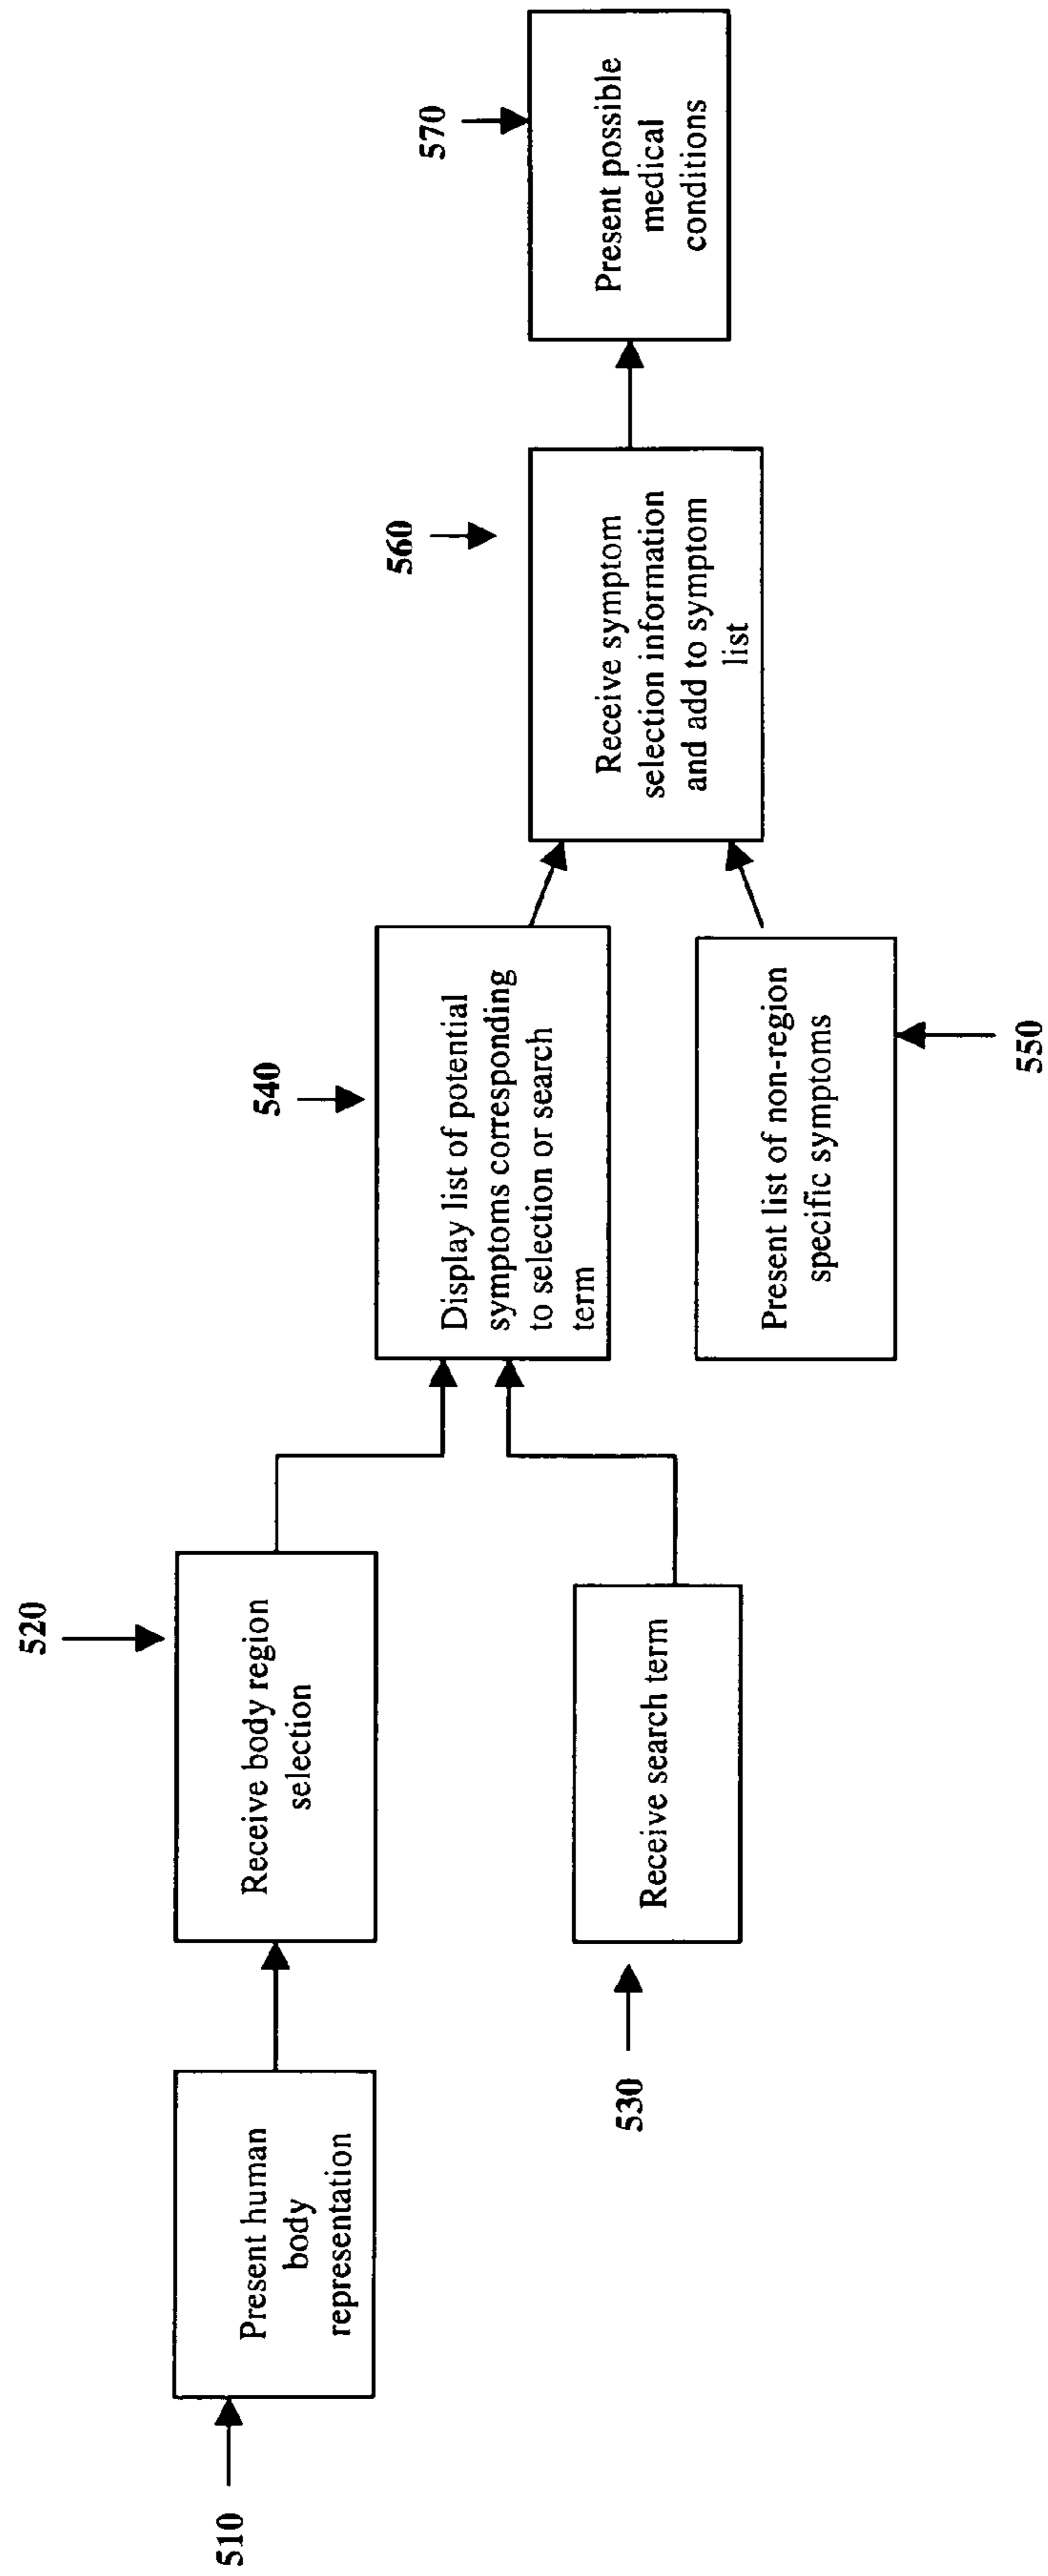 510
Present human
body
representation
520
Receive body region
selection
530
Receive search term
540
Display list of potential
symptoms corresponding
to selection or search
term
550
Present list of non-region
specific symptoms
560
Receive symptom
selection information
and add to symptom
list
570
Present possible
medical
conditions